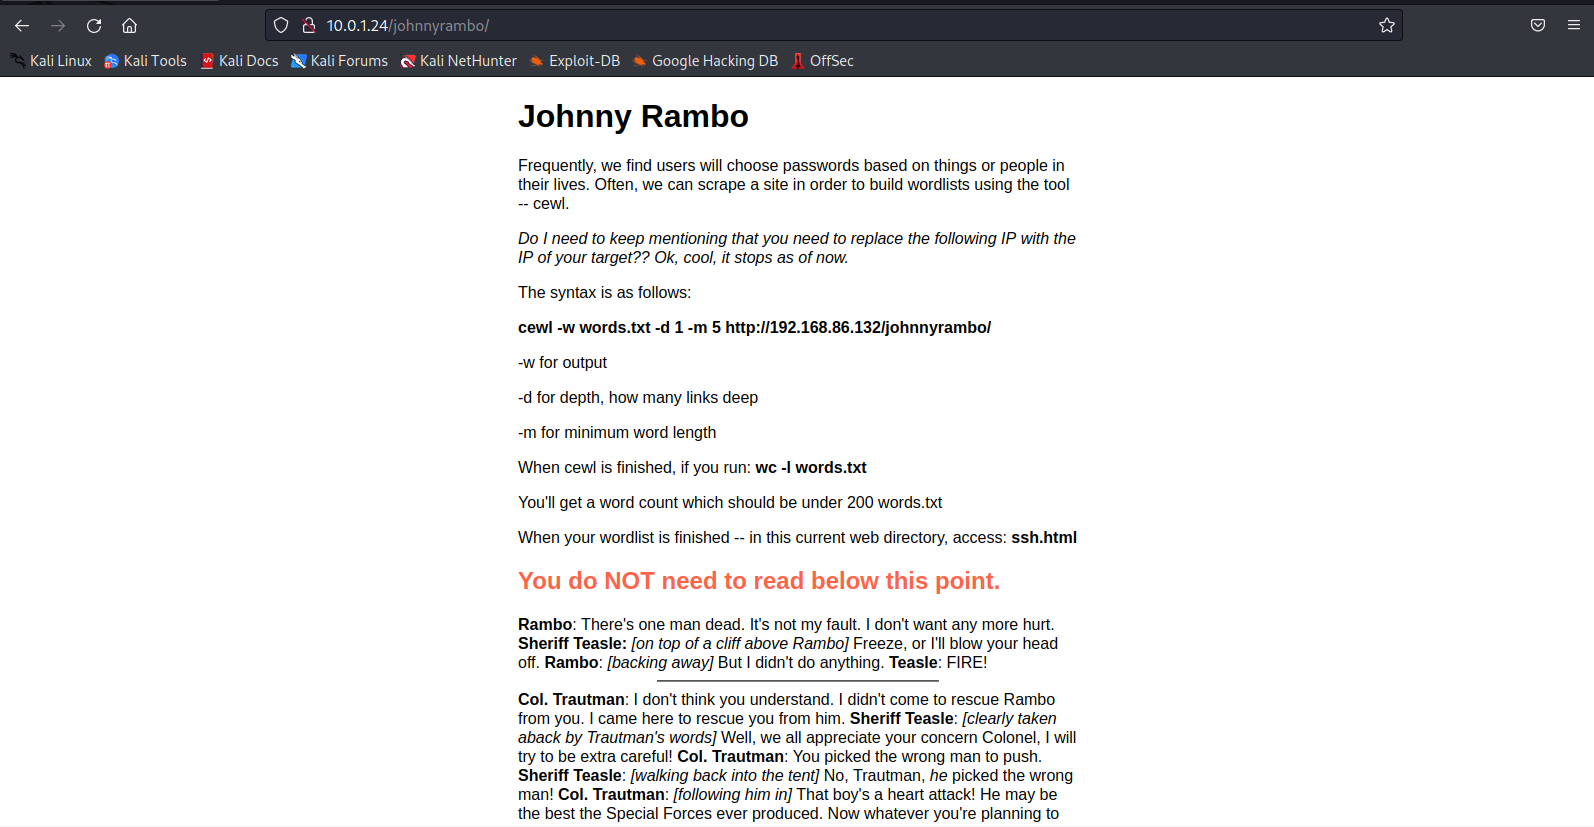 10.0.1.24/johnnyrambo/
Kali Linux Kali Tools Kali Docs Kali Forums Kali NetHunter Exploit-DB Google Hacking DB OffSec
Johnny Rambo
Frequently, we find users will choose passwords based on things or people in
their lives. Often, we can scrape a site in order to build wordlists using the tool
-- cewl.
Do I need to keep mentioning that you need to replace the following IP with the
IP of your target?? Ok, cool, it stops as of now.
The syntax is as follows:
cewl -w words.txt -d 1 -m 5 http://192.168.86.132/johnnyrambo/
-w for output
-d for depth, how many links deep
-m for minimum word length
When cewl is finished, if you run: wc -l words.txt
You'll get a word count which should be under 200 words.txt
When your wordlist is finished -- in this current web directory, access: ssh.html
You do NOT need to read below this point.
Rambo: There's one man dead. It's not my fault. I don't want any more hurt.
Sheriff Teasle: [on top of a cliff above Rambo] Freeze, or I'll blow your head
off. Rambo: [backing away] But I didn't do anything. Teasle: FIRE!
Col. Trautman: I don't think you understand. I didn't come to rescue Rambo
from you. I came here to rescue you from him. Sheriff Teasle: [clearly taken
aback by Trautman's words] Well, we all appreciate your concern Colonel, I will
try to be extra careful! Col. Trautman: You picked the wrong man to push.
Sheriff Teasle: [walking back into the tent] No, Trautman, he picked the wrong
man! Col. Trautman: [following him in] That boy's a heart attack! He may be
the best the Special Forces ever produced. Now whatever you're planning to